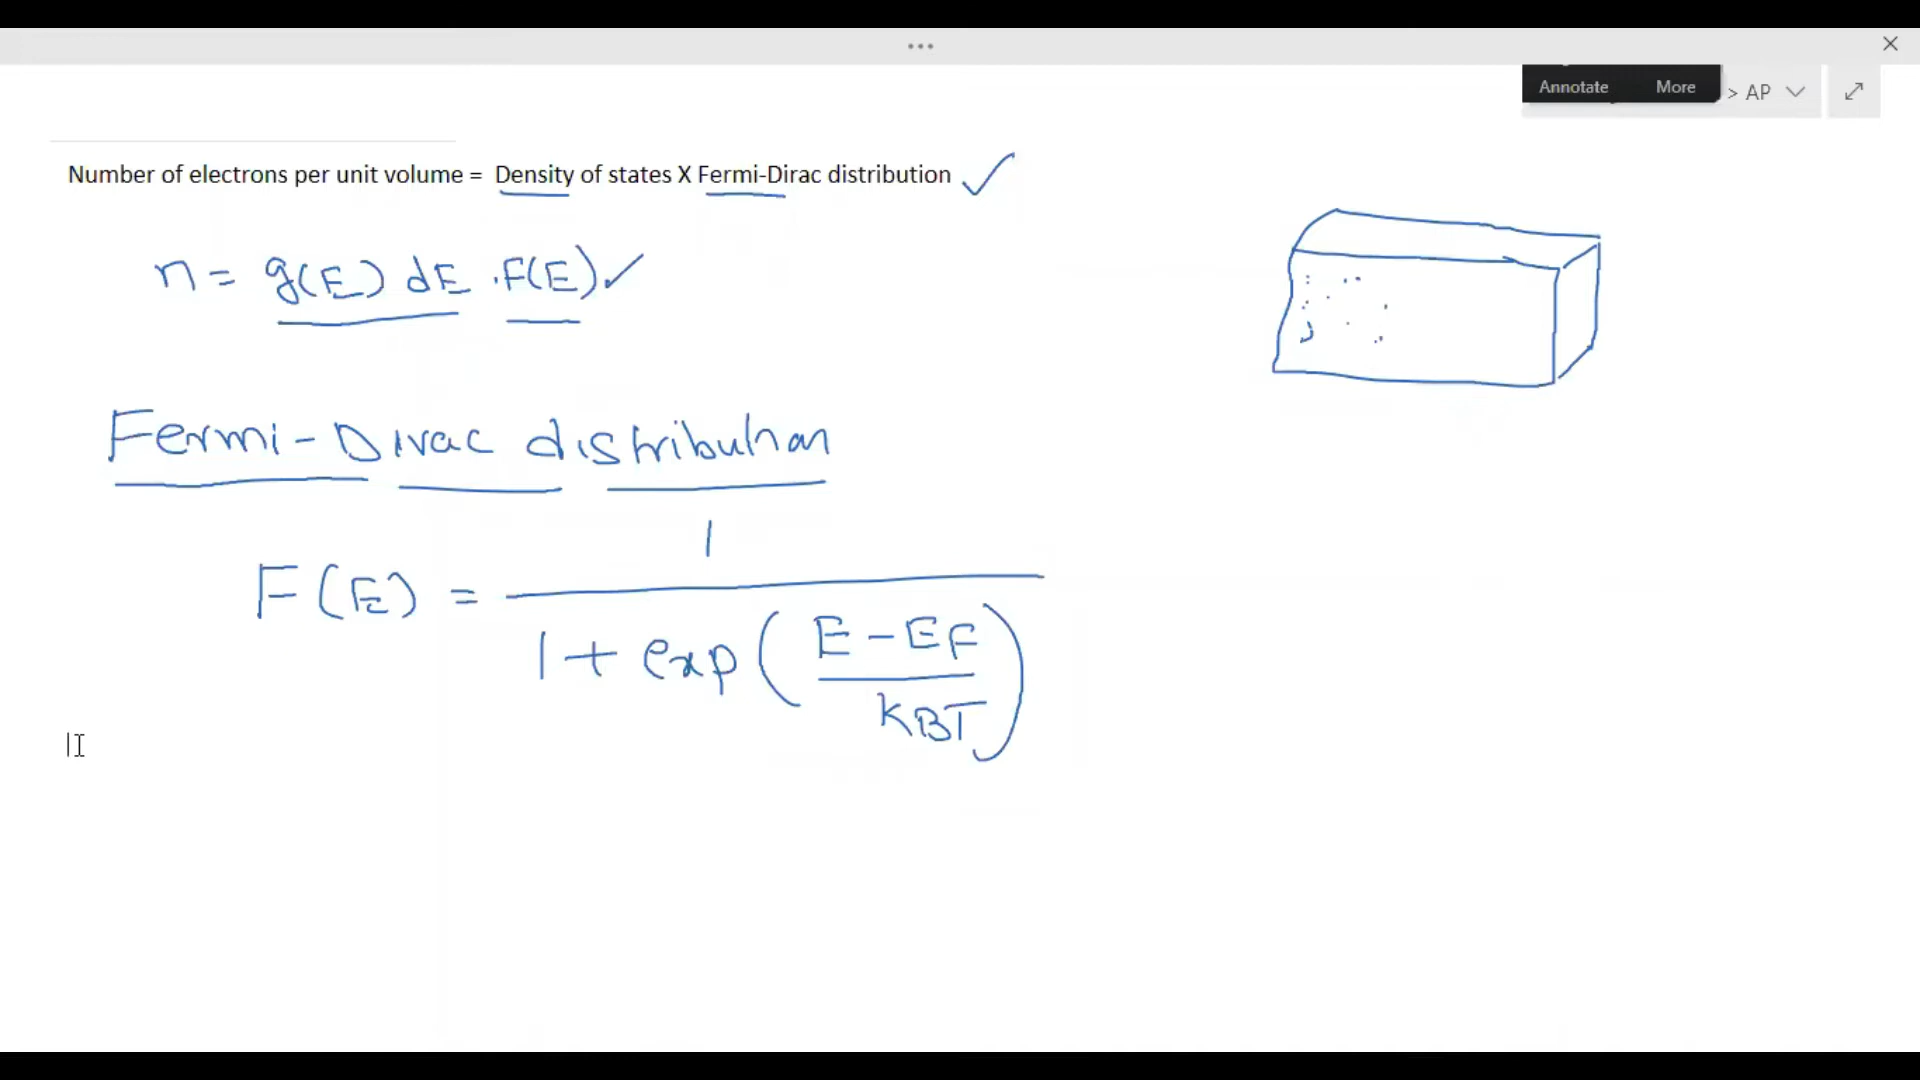 Annotate More > AP
Number of electrons per unit volume = Density of states X Fermi-Dirac distribution ✓
n = g(E) dE . F(E) ✓
Fermi - Dirac distribution
F(E) = 1 / 1 + exp ( E - EF / kBT )